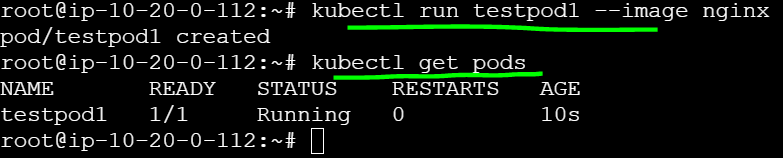 root@ip-10-20-0-112:~# kubectl run testpod1 --image nginx
pod/testpod1 created
root@ip-10-20-0-112:~# kubectl get pods
NAME       READY   STATUS    RESTARTS   AGE
testpod1   1/1     Running   0          10s
root@ip-10-20-0-112:~#